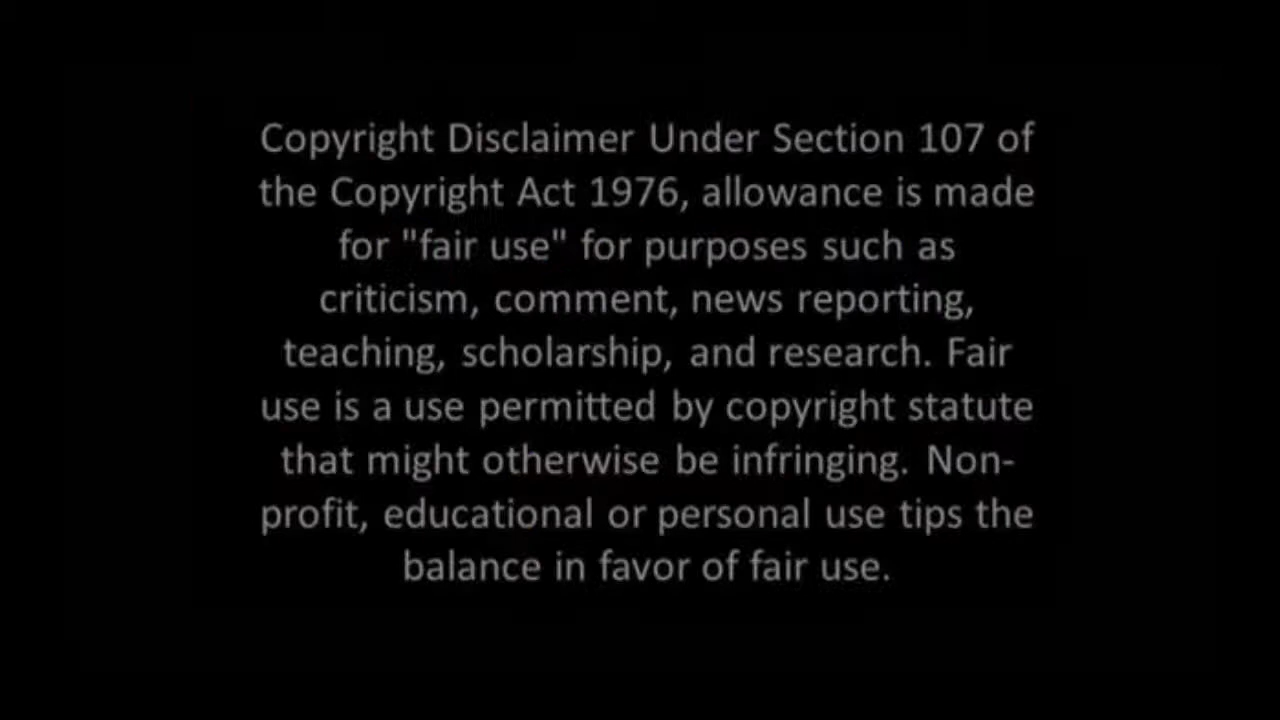 Copyright Disclaimer Under Section 107 of
the Copyright Act 1976, allowance is made
for "fair use" for purposes such as
criticism, comment, news reporting,
teaching, scholarship, and research. Fair
use is a use permitted by copyright statute
that might otherwise be infringing. Non-
profit, educational or personal use tips the
balance in favor of fair use.